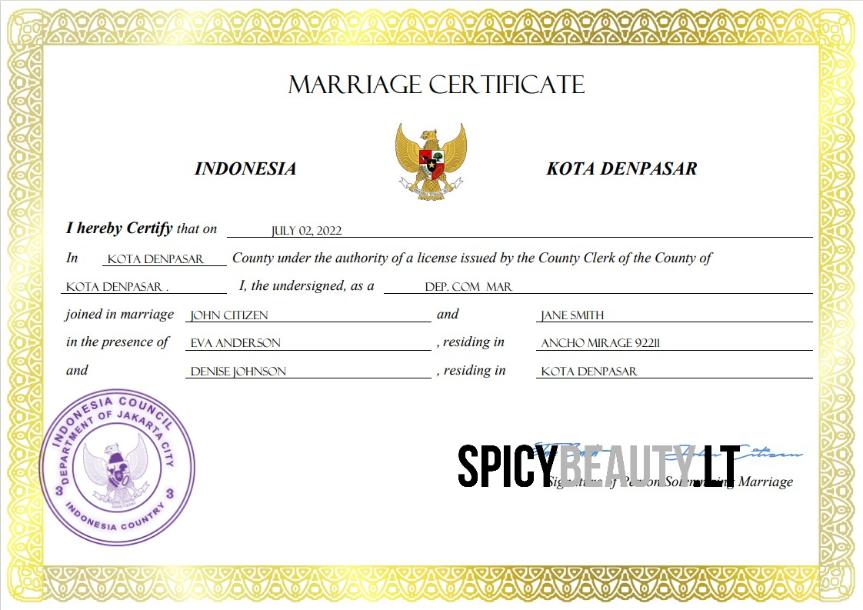 MARRIAGE CERTIFICATE
INDONESIA KOTA DENPASAR
I hereby Certify that on JULY 02, 2022
In KOTA DENPASAR County under the authority of a license issued by the County Clerk of the County of
KOTA DENPASAR . I, the undersigned, as a DEP. COM MAR
joined in marriage JOHN CITIZEN and JANE SMITH
in the presence of EVA ANDERSON , residing in ANCHO MIRAGE 92211
and DENISE JOHNSON , residing in KOTA DENPASAR
INDONESIA COUNCIL
DEPARTMENT OF JAKARTA CITY
3 3
INDONESIA COUNTRY
SPICYBEAUTY.LT
Signature of Person Solemnizing Marriage